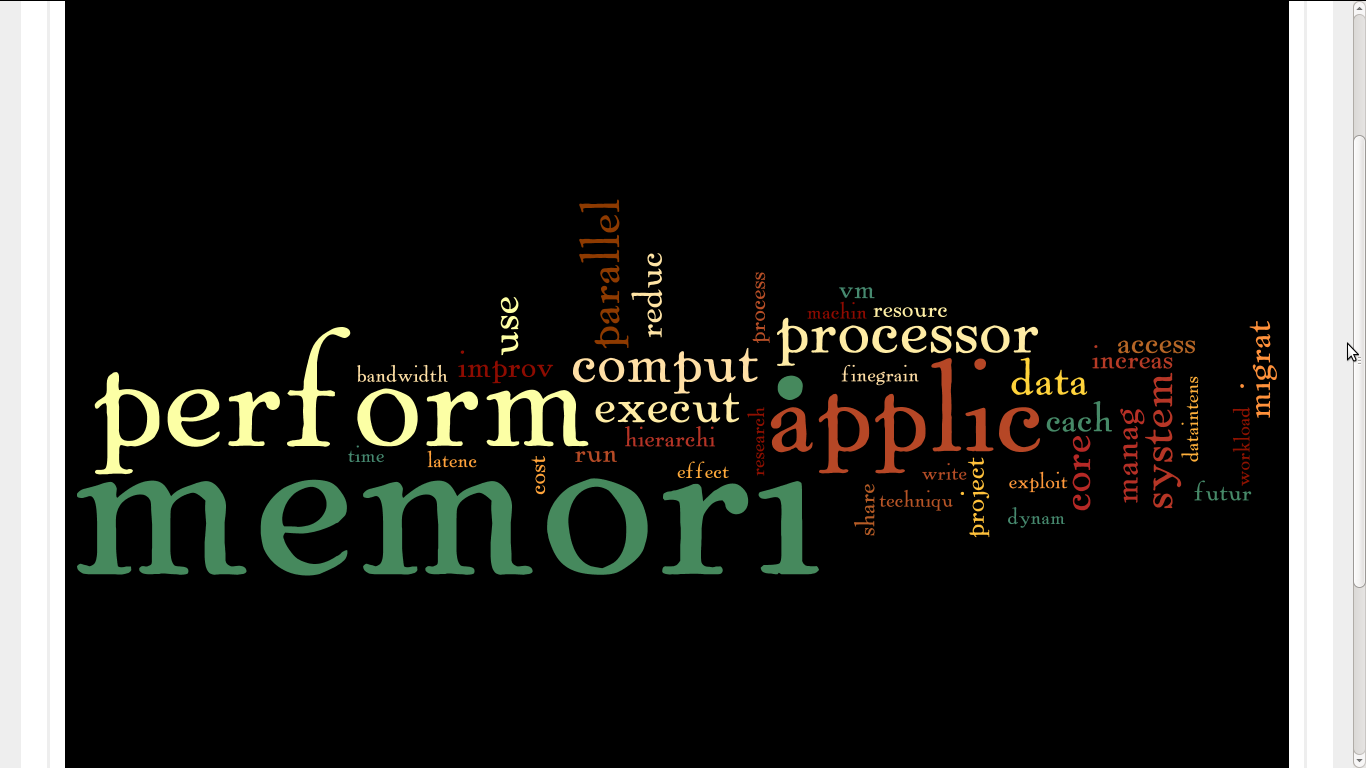 parallel
reduc
process
vm
machin
resourc
use
processor
migrat
access
increas
bandwidth
improv
comput
finegrain
data
perform
execut
applic
cach
system
dataintens
manag
core
workload
research
hierarchi
time
latenc
cost
run
effect
write
project
exploit
futur
share
techniqu
dynam
memori